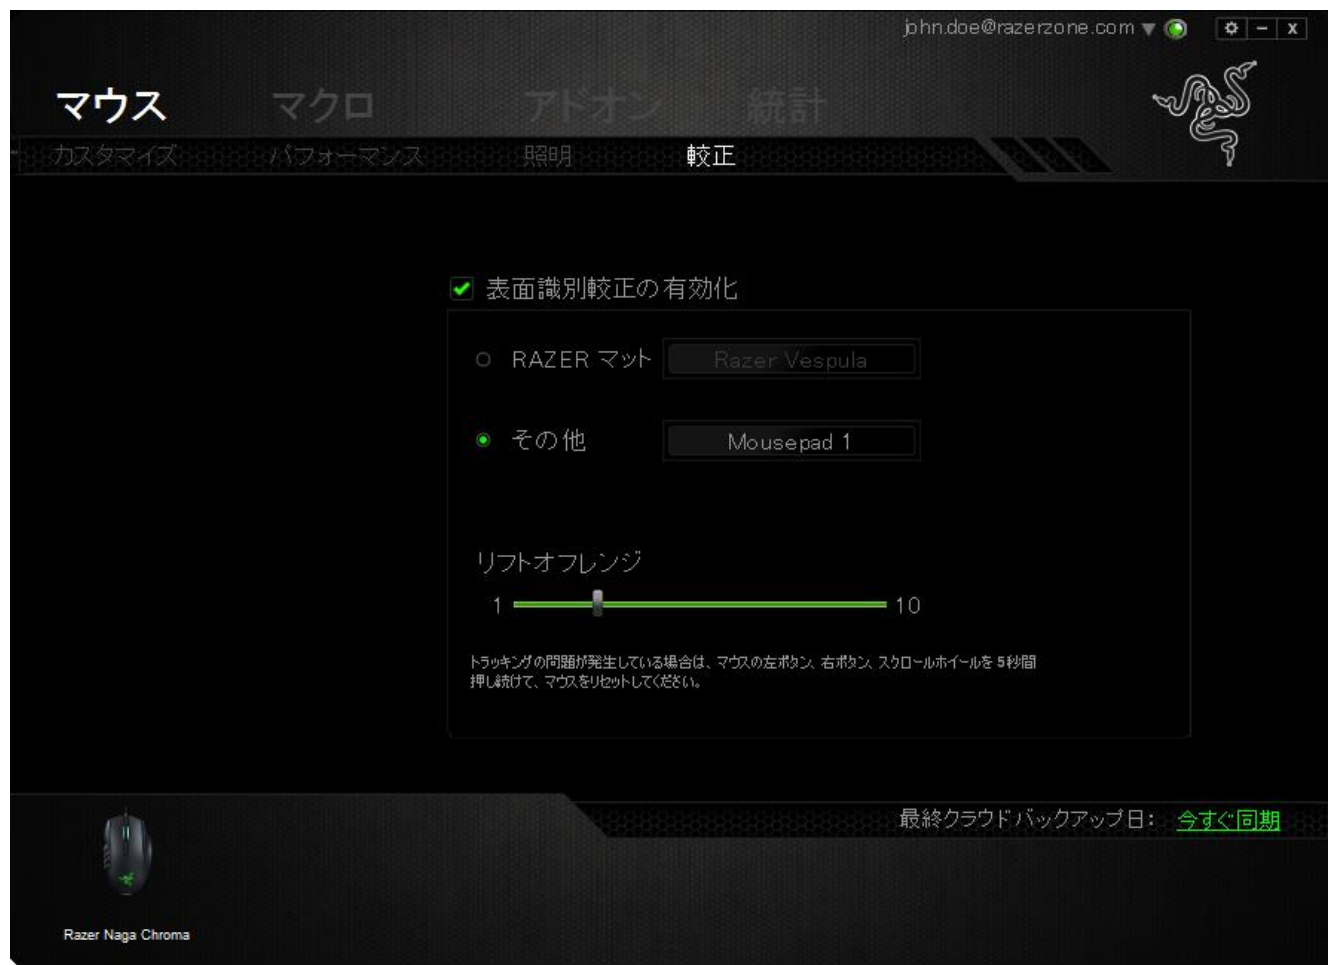 john.doe@razerzone.com
マウス マクロ アドオン 統計
カスタマイズ パフォーマンス 照明 較正
表面識別較正の有効化
RAZER マット Razer Vespula
その他 Mousepad 1
リフトオフレンジ
1 10
トラッキングの問題が発生している場合は、マウスの左ボタン、右ボタン、スクロールホイールを 5 秒間
押し続けて、マウスをリセットしてください。
最終クラウドバックアップ日： 今すぐ同期
Razer Naga Chroma